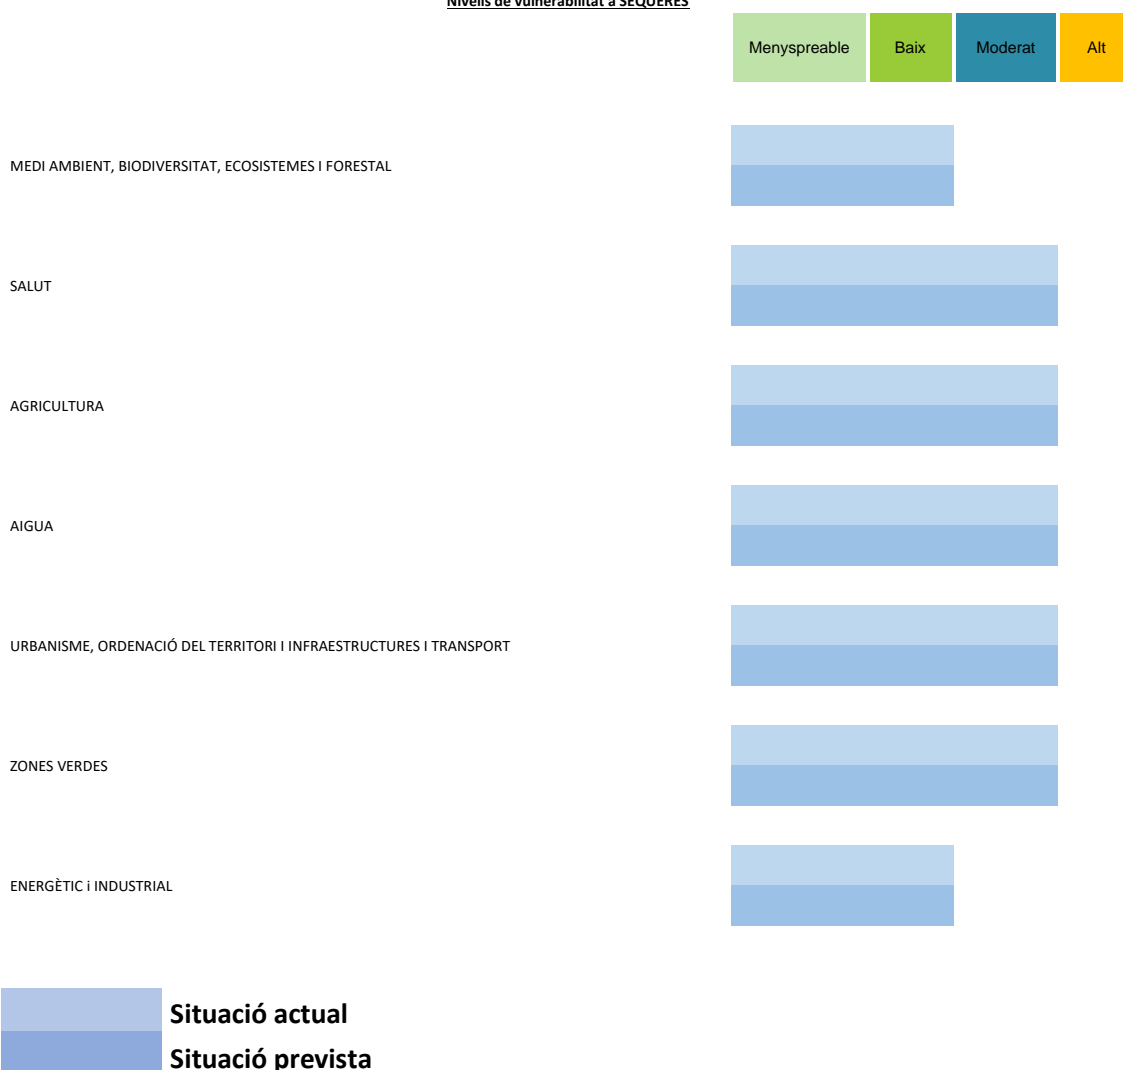 Nivells de vulnerabilitat a SEQUERES
Menyspreable Baix Moderat Alt
MEDI AMBIENT, BIODIVERSITAT, ECOSISTEMES I FORESTAL
SALUT
AGRICULTURA
AIGUA
URBANISME, ORDENACIÓ DEL TERRITORI I INFRAESTRUCTURES I TRANSPORT
ZONES VERDES
ENERGÈTIC i INDUSTRIAL
Situació actual
Situació prevista